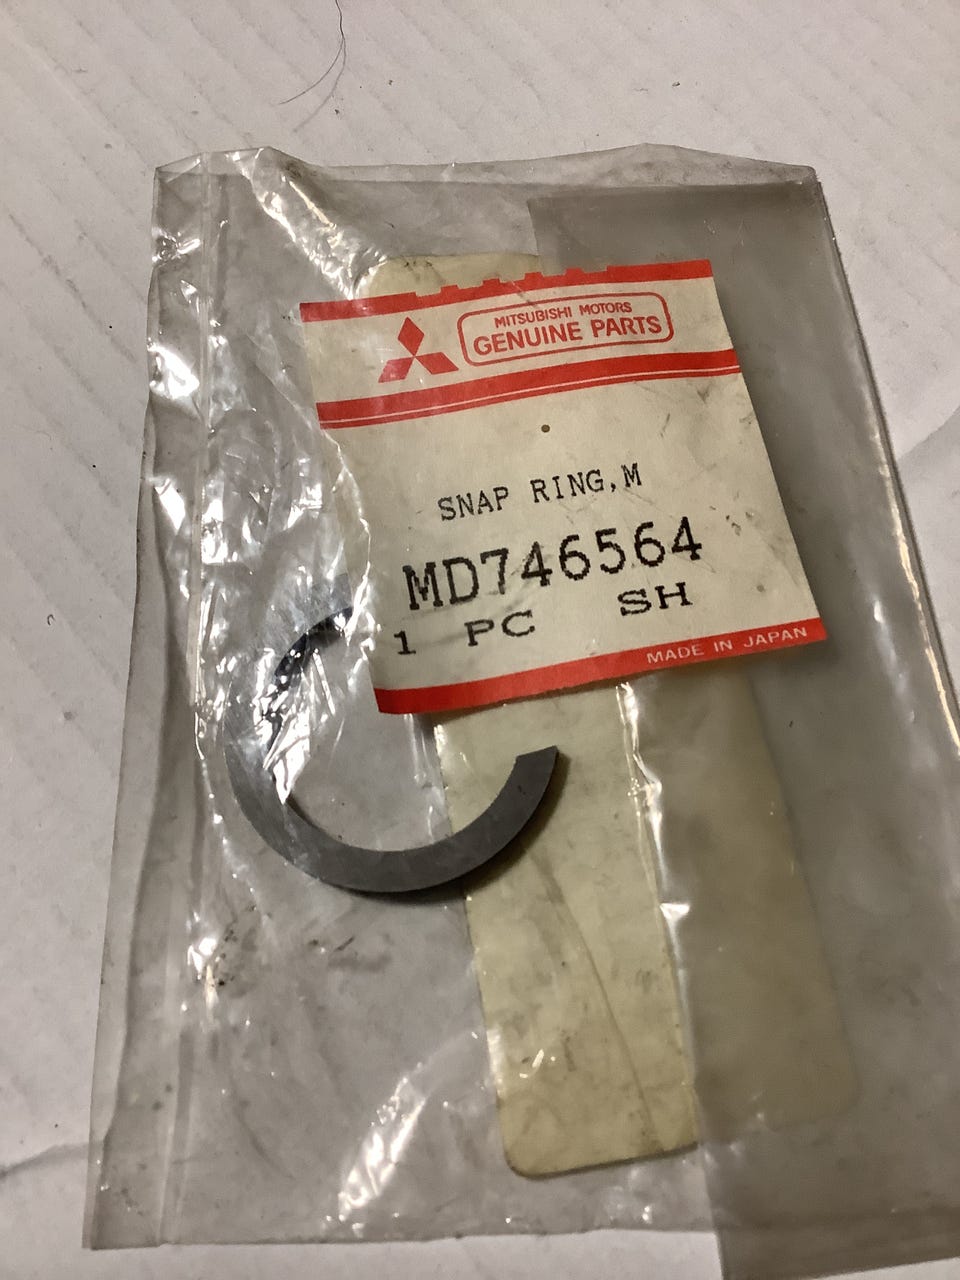 MITSUBISHI MOTORS
GENUINE PARTS
SNAP RING,M
MD746564
1 PC SH
MADE IN JAPAN